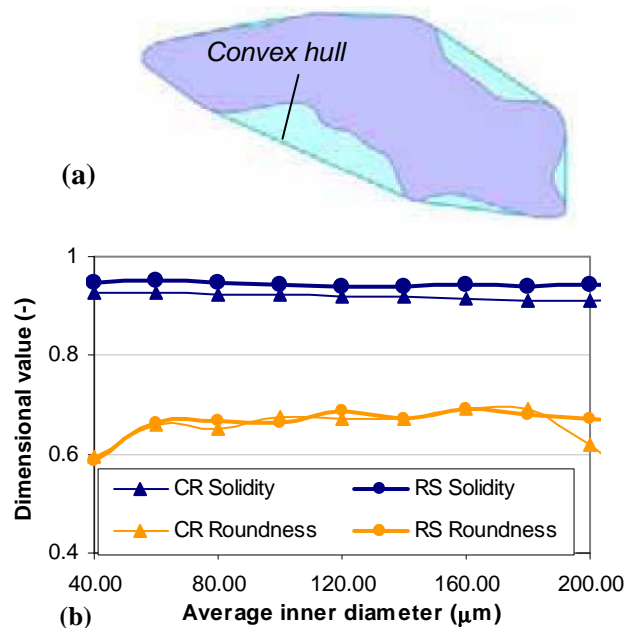 Convex hull
(a)
1
0.8
0.6
0.4
Dimensional value (-)
CR Solidity
RS Solidity
CR Roundness
RS Roundness
40.00 80.00 120.00 160.00 200.00
(b)
Average inner diameter (μm)